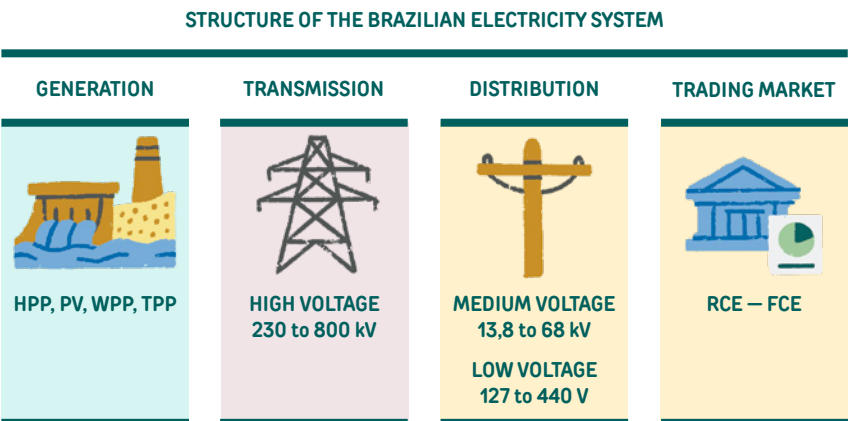 STRUCTURE OF THE BRAZILIAN ELECTRICITY SYSTEM
GENERATION
HPP, PV, WPP, TPP
TRANSMISSION
HIGH VOLTAGE
230 to 800 kV
DISTRIBUTION
MEDIUM VOLTAGE
13,8 to 68 kV
LOW VOLTAGE
127 to 440 V
TRADING MARKET
RCE — FCE